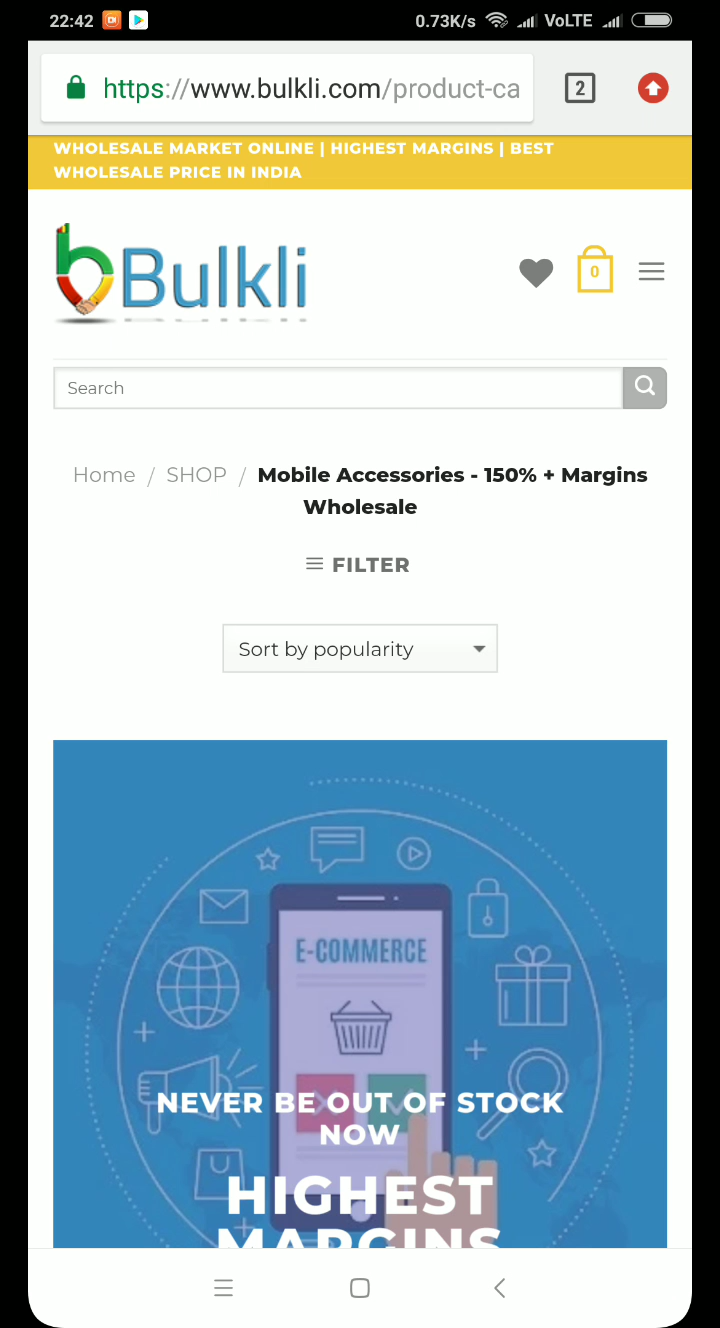 22:42
0.73K/s VoLTE
https://www.bulkli.com/product-ca
2
WHOLESALE MARKET ONLINE | HIGHEST MARGINS | BEST
WHOLESALE PRICE IN INDIA
Bulkli
0
Search
Home / SHOP / Mobile Accessories - 150% + Margins
Wholesale
FILTER
Sort by popularity
E-COMMERCE
NEVER BE OUT OF STOCK
NOW
HIGHEST
MARGINS